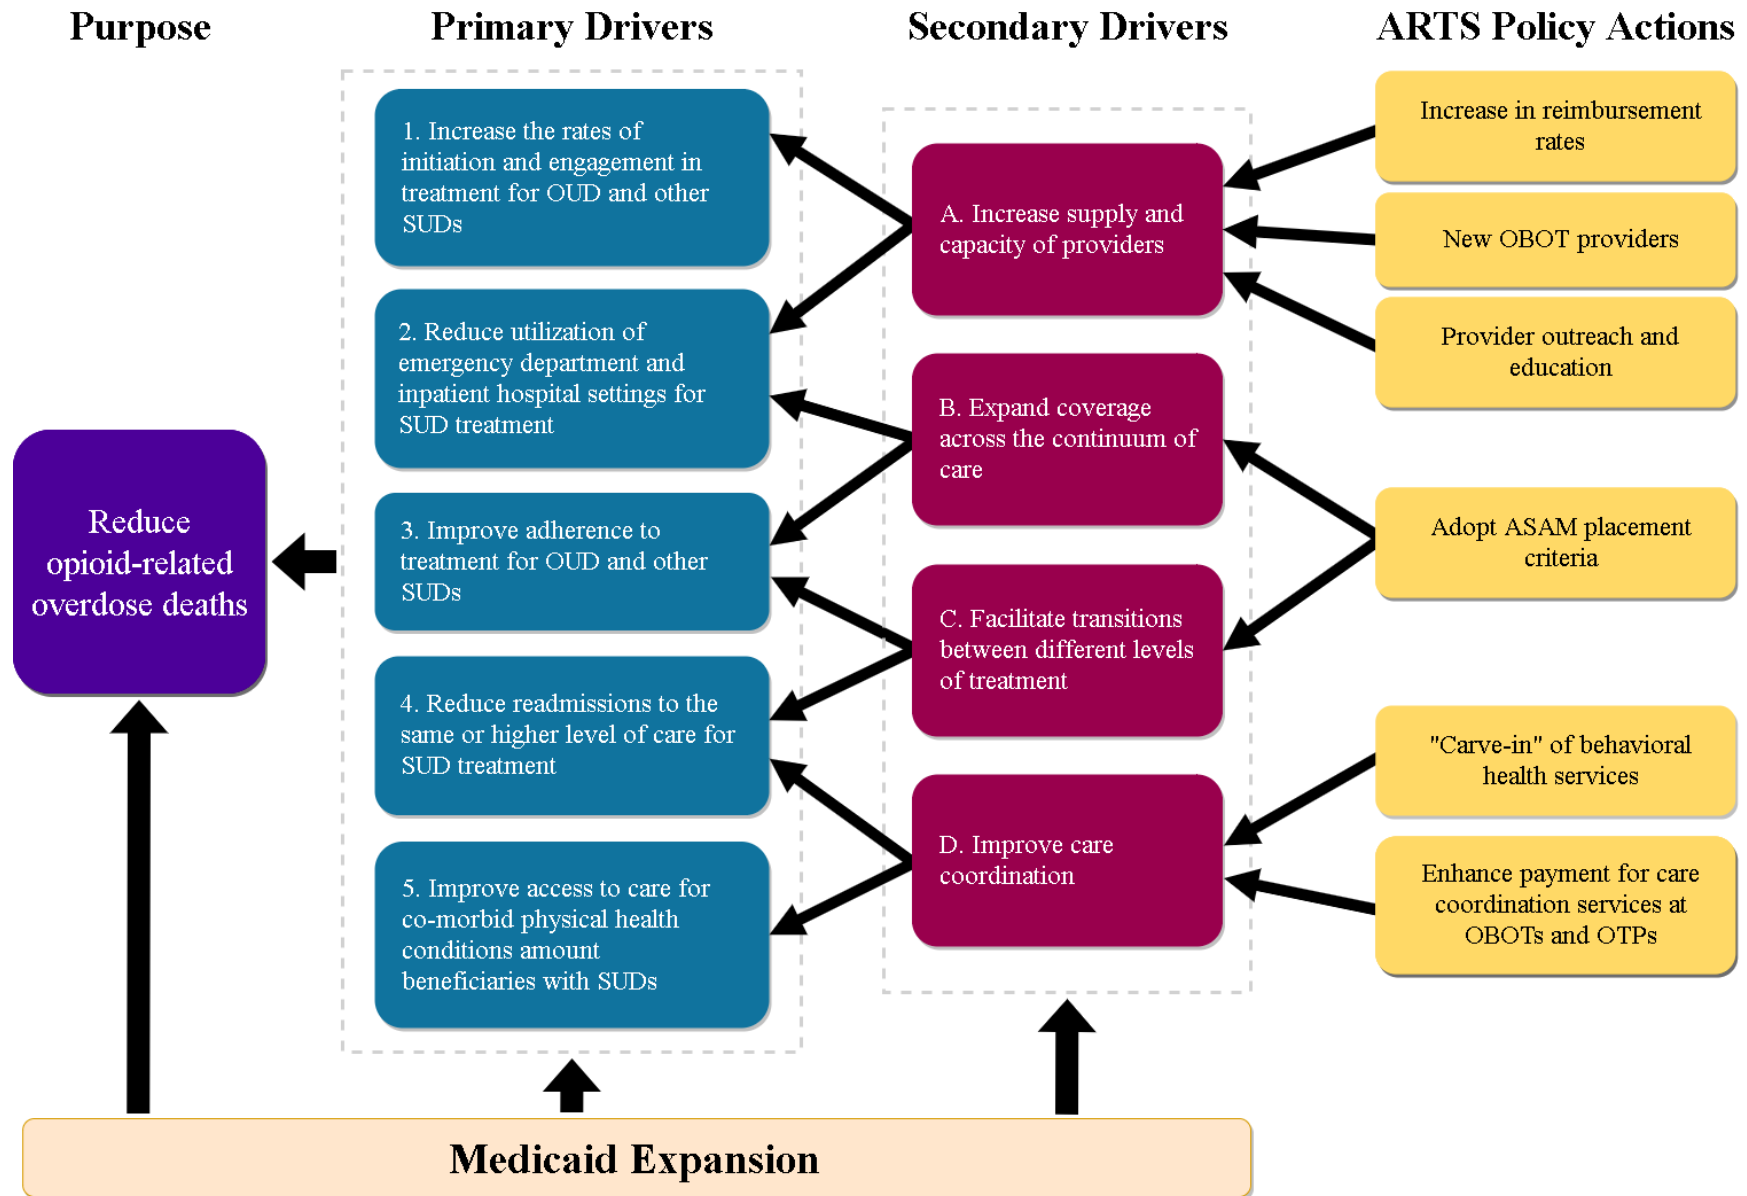 Purpose
Primary Drivers
Secondary Drivers
ARTS Policy Actions
Reduce
opioid-related
overdose deaths
1. Increase the rates of
initiation and engagement in
treatment for OUD and other
SUDs
2. Reduce utilization of
emergency department and
inpatient hospital settings for
SUD treatment
3. Improve adherence to
treatment for OUD and other
SUDs
4. Reduce readmissions to the
same or higher level of care for
SUD treatment
5. Improve access to care for
co-morbid physical health
conditions amount
beneficiaries with SUDs
A. Increase supply and
capacity of providers
B. Expand coverage
across the continuum of
care
C. Facilitate transitions
between different levels
of treatment
D. Improve care
coordination
Increase in reimbursement
rates
New OBOT providers
Provider outreach and
education
Adopt ASAM placement
criteria
"Carve-in" of behavioral
health services
Enhance payment for care
coordination services at
OBOTs and OTPs
Medicaid Expansion